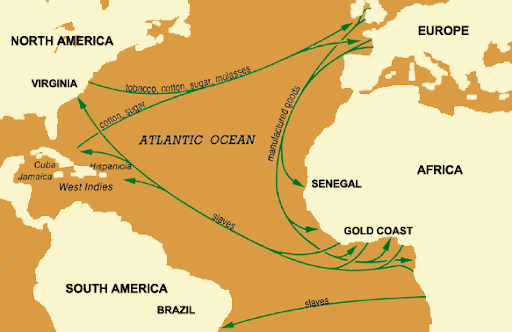 NORTH AMERICA
EUROPE
VIRGINIA
tobacco, cotton, sugar, molasses
slaves
cotton, sugar
manufactured goods
ATLANTIC OCEAN
Cuba
Hispaniola
Jamaica
West Indies
AFRICA
SENEGAL
slaves
GOLD COAST
SOUTH AMERICA
BRAZIL
slaves